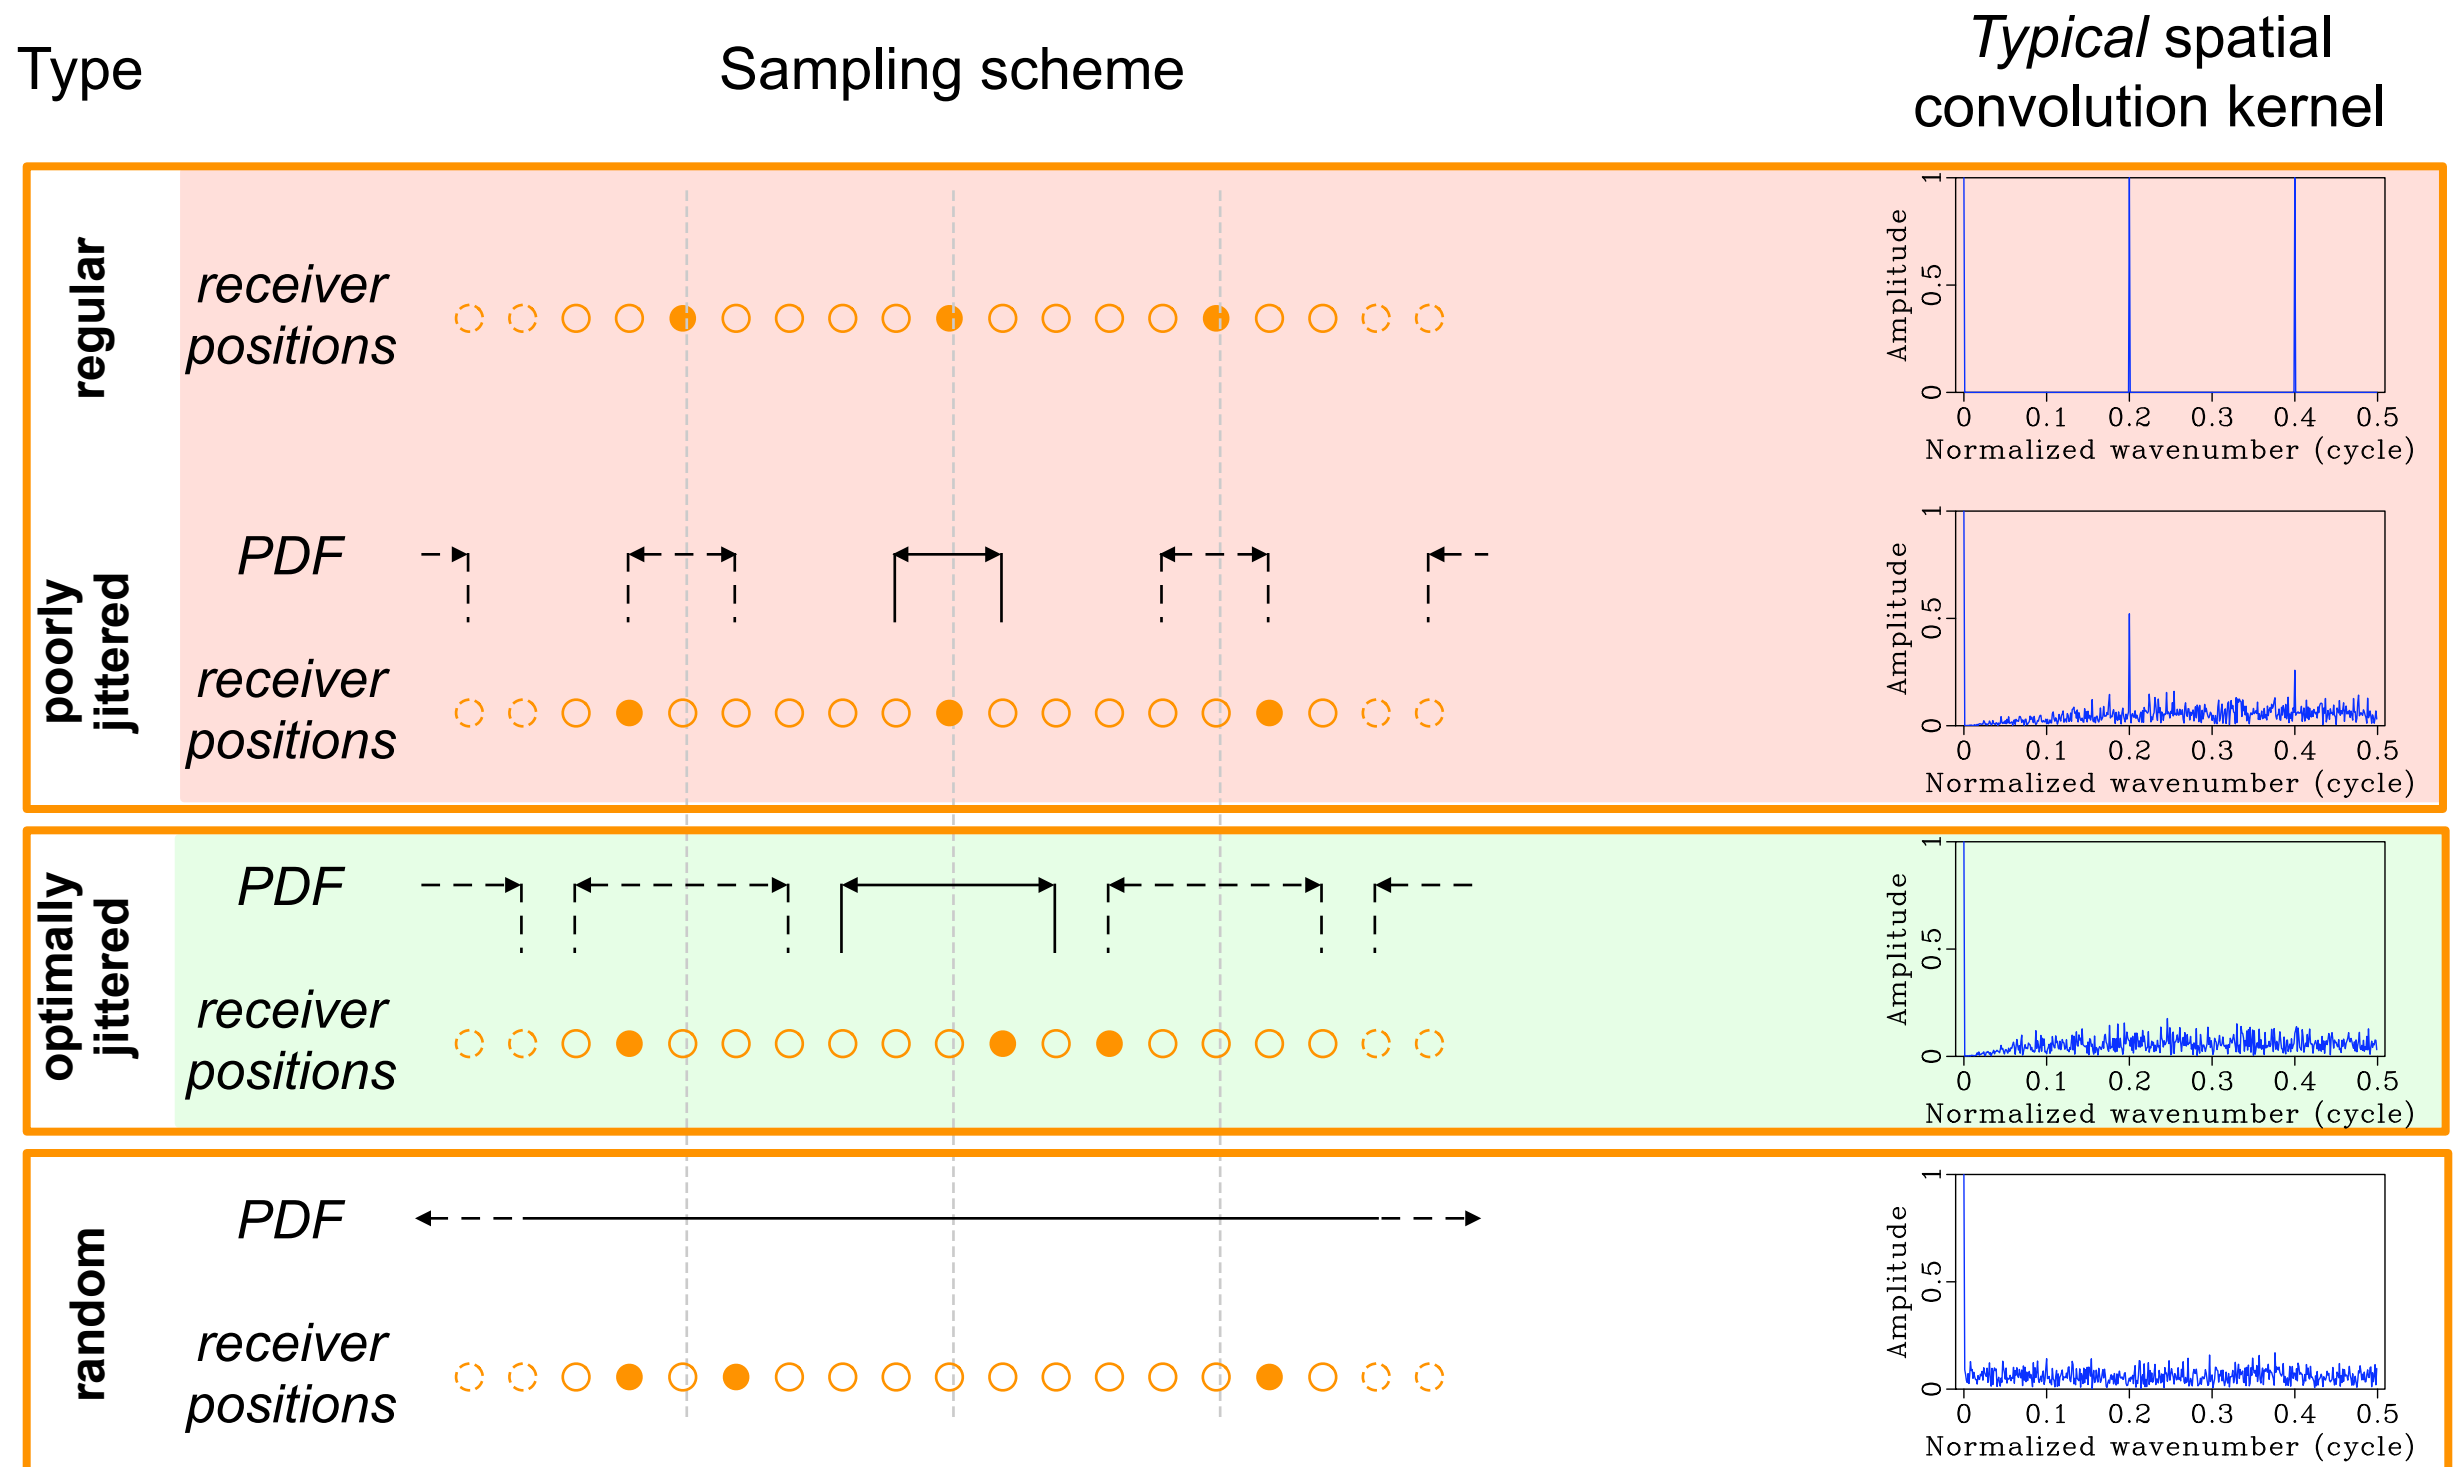 Type
Sampling scheme
Typical spatial
convolution kernel
regular
receiver
positions
Amplitude
1
0.5
0
0 0.1 0.2 0.3 0.4 0.5
Normalized wavenumber (cycle)
poorly
jittered
PDF
receiver
positions
Amplitude
1
0.5
0
0 0.1 0.2 0.3 0.4 0.5
Normalized wavenumber (cycle)
optimally
jittered
PDF
receiver
positions
Amplitude
1
0.5
0
0 0.1 0.2 0.3 0.4 0.5
Normalized wavenumber (cycle)
random
PDF
receiver
positions
Amplitude
1
0.5
0
0 0.1 0.2 0.3 0.4 0.5
Normalized wavenumber (cycle)